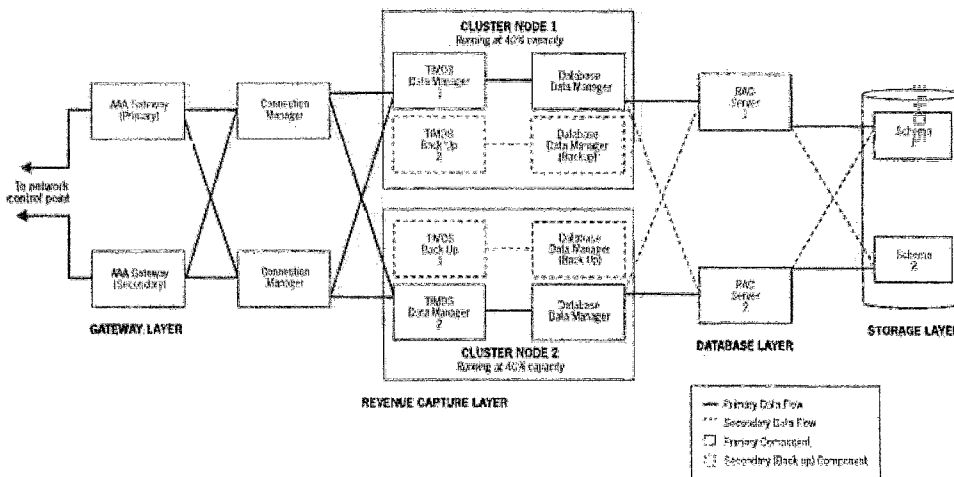 CLUSTER NODE 1
Running at 40% capacity
TIMOS
Data Manager
1
Database
Data Manager
TIMOS
Back Up
2
Database
Data Manager
(Backup)
AAA Gateway
(Primary)
Connection
Manager
RAC
Server
1
Schema
1
To network
control point
AAA Gateway
(Secondary)
Connection
Manager
TIMOS
Back Up
1
Database
Data Manager
(Back Up)
TIMOS
Data Manager
2
Database
Data Manager
RAC
Server
2
Schema
2
CLUSTER NODE 2
Running at 40% capacity
GATEWAY LAYER
REVENUE CAPTURE LAYER
DATABASE LAYER
STORAGE LAYER
Primary Data Flow
Secondary Data Flow
Primary Component
Secondary (Back up) Component